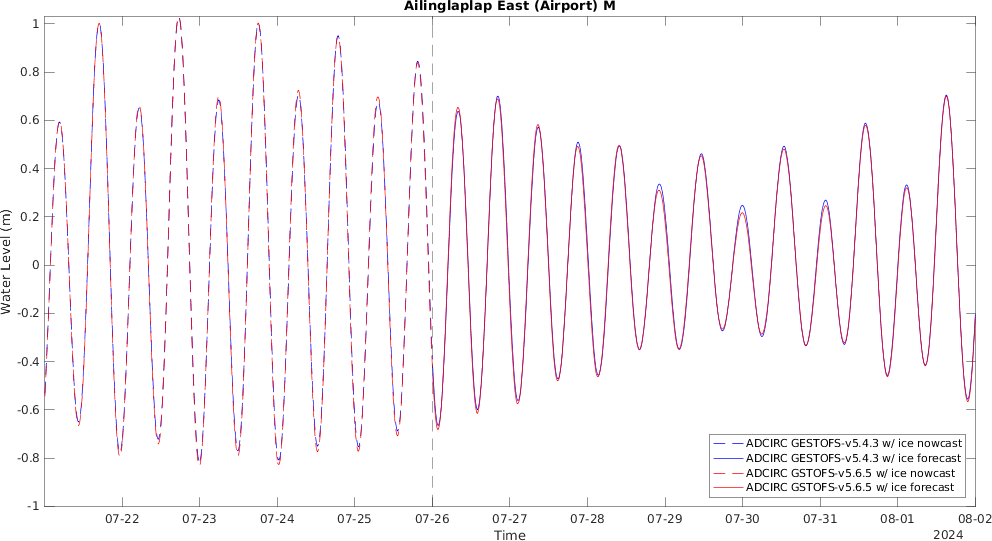 Ailinglaplap East (Airport) M
1
0.8
0.6
0.4
0.2
0
-0.2
-0.4
-0.6
-0.8
-1
Water Level (m)
ADCIRC GESTOFS-v5.4.3 w/ ice nowcast
ADCIRC GESTOFS-v5.4.3 w/ ice forecast
ADCIRC GSTOFS-v5.6.5 w/ ice nowcast
ADCIRC GSTOFS-v5.6.5 w/ ice forecast
07-22 07-23 07-24 07-25 07-26 07-27 07-28 07-29 07-30 07-31 08-01 08-02
Time
2024